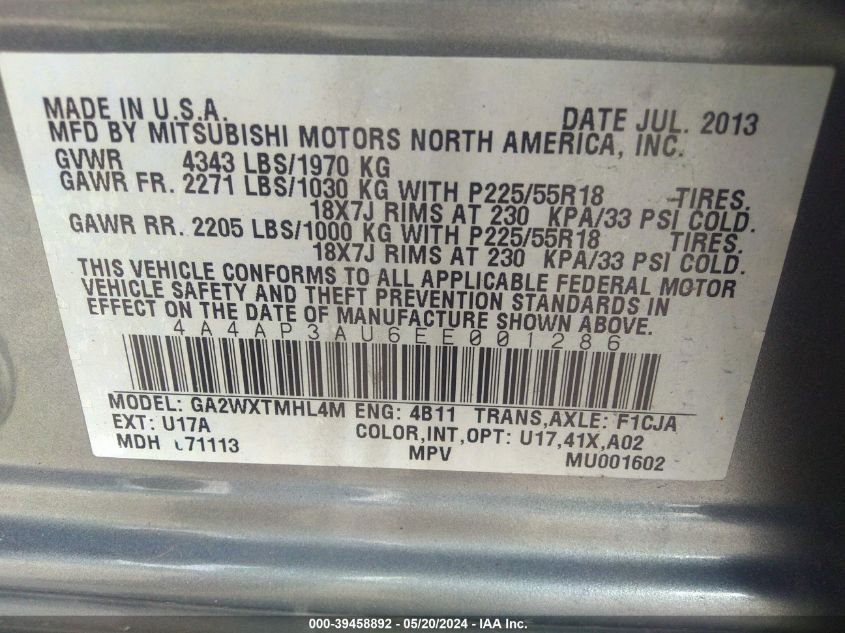 MADE IN U.S.A. DATE JUL. 2013
MFD BY MITSUBISHI MOTORS NORTH AMERICA, INC.
GVWR 4343 LBS/1970 KG
GAWR FR. 2271 LBS/1030 KG WITH P225/55R18 TIRES.
18X7J RIMS AT 230 KPA/33 PSI COLD.
GAWR RR. 2205 LBS/1000 KG WITH P225/55R18 TIRES.
18X7J RIMS AT 230 KPA/33 PSI COLD.
THIS VEHICLE CONFORMS TO ALL APPLICABLE FEDERAL MOTOR
VEHICLE SAFETY AND THEFT PREVENTION STANDARDS IN
EFFECT ON THE DATE OF MANUFACTURE SHOWN ABOVE.
4A4AP3AU6EE001286
MODEL: GA2WXTMHL4M ENG: 4B11 TRANS,AXLE: F1CJA
EXT: U17A COLOR,INT,OPT: U17,41X,A02
MDH 71113 MPV MU001602
000-39458892 - 05/20/2024 - IAA Inc.